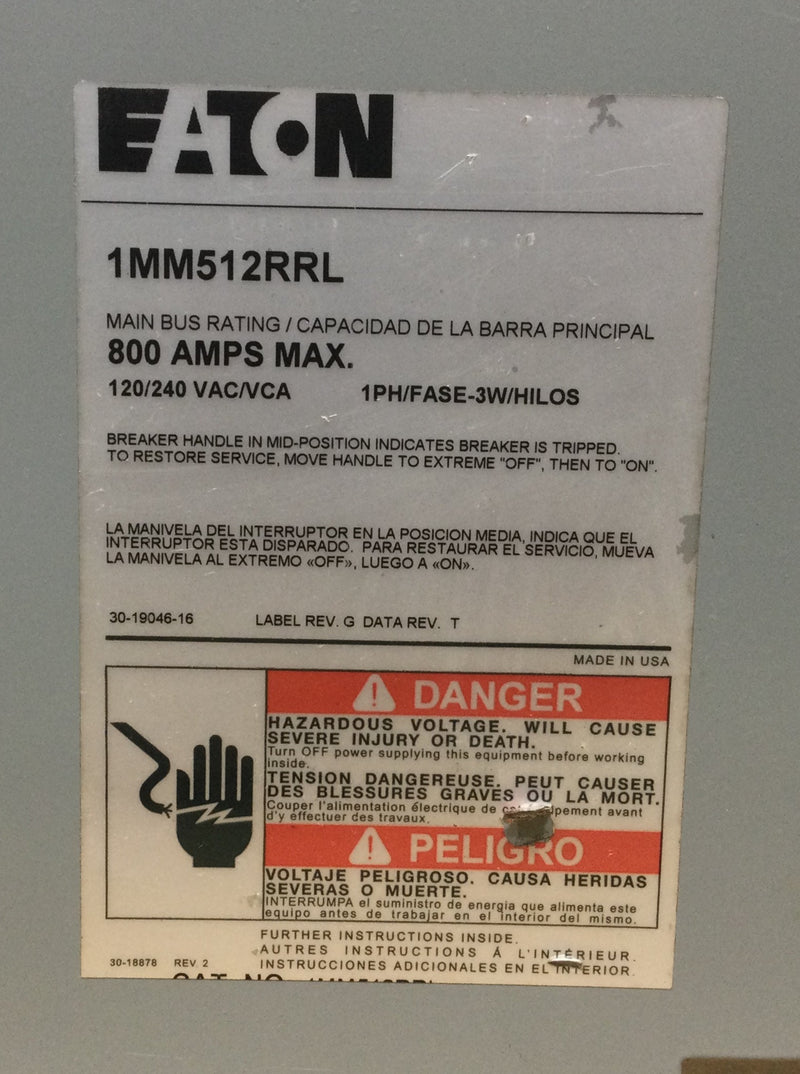 EATON
1MM512RRL
MAIN BUS RATING / CAPACIDAD DE LA BARRA PRINCIPAL
800 AMPS MAX.
120/240 VAC/VCA 1PH/FASE-3W/HILOS
BREAKER HANDLE IN MID-POSITION INDICATES BREAKER IS TRIPPED.
TO RESTORE SERVICE, MOVE HANDLE TO EXTREME "OFF", THEN TO "ON".
LA MANIVELA DEL INTERRUPTOR EN LA POSICION MEDIA, INDICA QUE EL
INTERRUPTOR ESTA DISPARADO. PARA RESTAURAR EL SERVICIO, MUEVA
LA MANIVELA AL EXTREMO «OFF», LUEGO A «ON».
30-19046-16 LABEL REV. G DATA REV. T
MADE IN USA
DANGER
HAZARDOUS VOLTAGE. WILL CAUSE
SEVERE INJURY OR DEATH.
Turn OFF power supplying this equipment before working
inside.
TENSION DANGEREUSE. PEUT CAUSER
DES BLESSURES GRAVES OU LA MORT.
Couper l'alimentation électrique de avant
d'y effectuer des travaux.
PELIGRO
VOLTAJE PELIGROSO. CAUSA HERIDAS
SEVERAS O MUERTE.
INTERRUMPA el suministro de energia que alimenta este
equipo antes de trabajar en el interior del mismo.
FURTHER INSTRUCTIONS INSIDE.
AUTRES INSTRUCTIONS Á L'INTÉRIEUR.
30-18878 REV. 2 INSTRUCCIONES ADICIONALES EN EL INTERIOR.
CAT. NO. 1MM512RRL